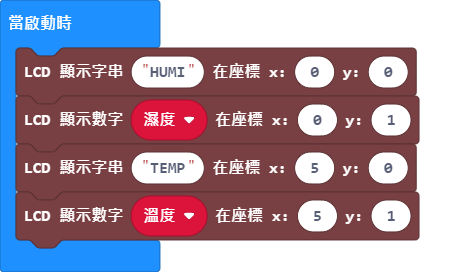 當啟動時
LCD 顯示字串 "HUMI" 在座標 x: 0 y: 0
LCD 顯示數字 濕度 在座標 x: 0 y: 1
LCD 顯示字串 "TEMP" 在座標 x: 5 y: 0
LCD 顯示數字 溫度 在座標 x: 5 y: 1